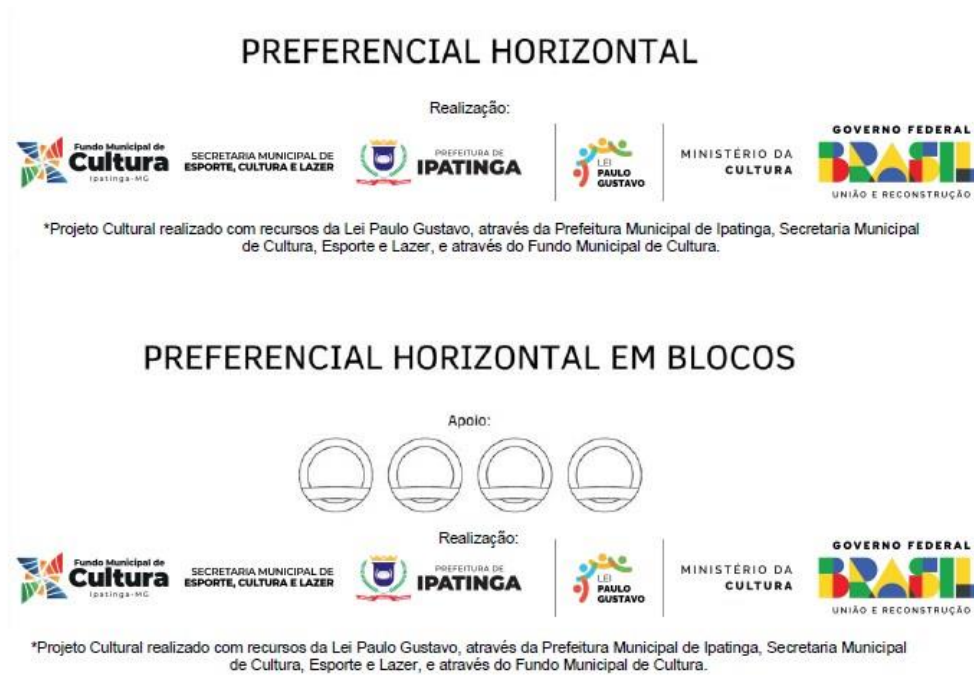 PREFERENCIAL HORIZONTAL
Realização:
Fundo Municipal de
Cultura
Ipatinga-MG
SECRETARIA MUNICIPAL DE
ESPORTE, CULTURA E LAZER
PREFEITURA DE
IPATINGA
LEI
PAULO
GUSTAVO
MINISTÉRIO DA
CULTURA
GOVERNO FEDERAL
BRASIL
UNIÃO E RECONSTRUÇÃO
*Projeto Cultural realizado com recursos da Lei Paulo Gustavo, através da Prefeitura Municipal de Ipatinga, Secretaria Municipal
de Cultura, Esporte e Lazer, e através do Fundo Municipal de Cultura.
PREFERENCIAL HORIZONTAL EM BLOCOS
Apoio:
Realização:
Fundo Municipal de
Cultura
Ipatinga-MG
SECRETARIA MUNICIPAL DE
ESPORTE, CULTURA E LAZER
PREFEITURA DE
IPATINGA
LEI
PAULO
GUSTAVO
MINISTÉRIO DA
CULTURA
GOVERNO FEDERAL
BRASIL
UNIÃO E RECONSTRUÇÃO
*Projeto Cultural realizado com recursos da Lei Paulo Gustavo, através da Prefeitura Municipal de Ipatinga, Secretaria Municipal
de Cultura, Esporte e Lazer, e através do Fundo Municipal de Cultura.